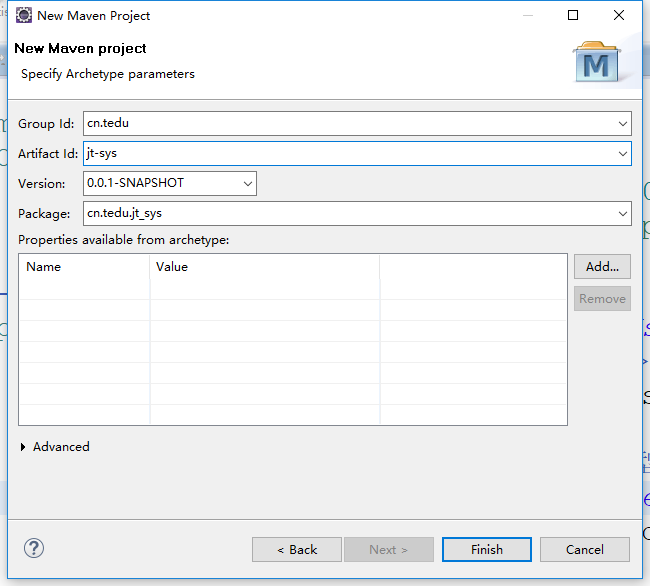 New Maven Project
New Maven project
Specify Archetype parameters
M
Group Id: cn.tedu
Artifact Id: jt-sys
Version: 0.0.1-SNAPSHOT
Package: cn.tedu.jt_sys
Properties available from archetype:
Name Value
Add...
Remove
Advanced
? < Back Next > Finish Cancel